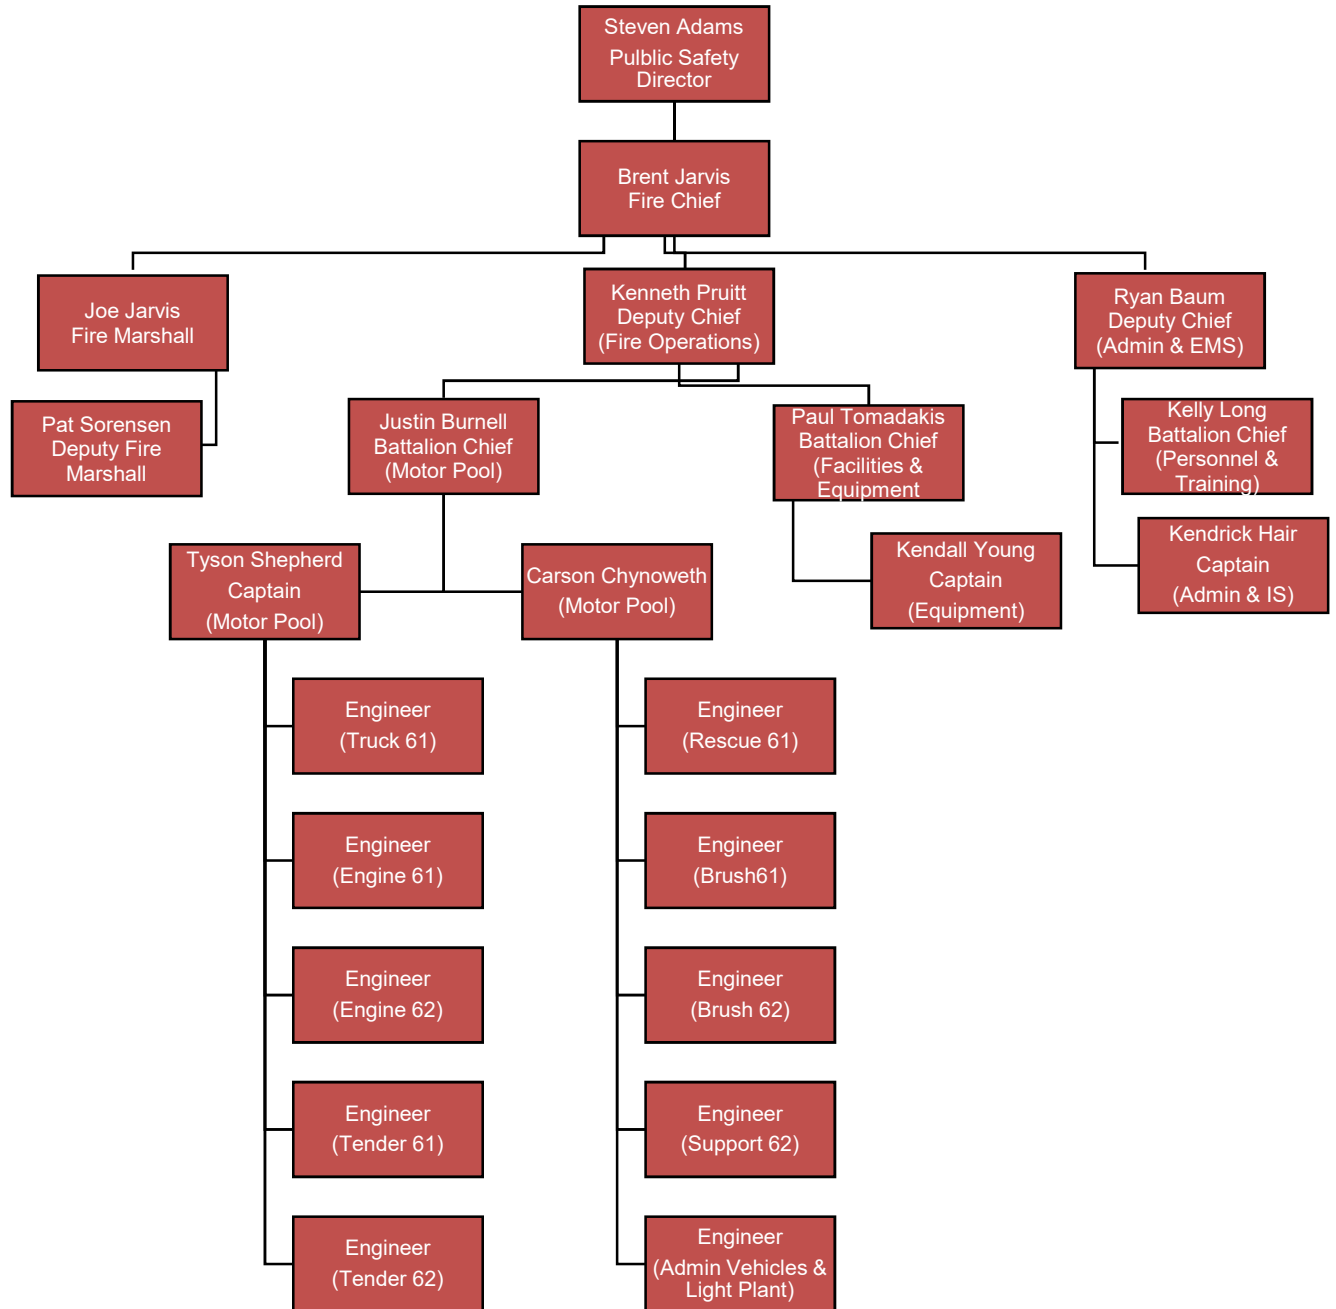 Steven Adams
Pulblic Safety
Director
Brent Jarvis
Fire Chief
Joe Jarvis
Fire Marshall
Kenneth Pruitt
Deputy Chief
(Fire Operations)
Ryan Baum
Deputy Chief
(Admin & EMS)
Pat Sorensen
Deputy Fire
Marshall
Justin Burnell
Battalion Chief
(Motor Pool)
Paul Tomadakis
Battalion Chief
(Facilities &
Equipment
Kelly Long
Battalion Chief
(Personnel &
Training)
Tyson Shepherd
Captain
(Motor Pool)
Carson Chynoweth
(Motor Pool)
Kendall Young
Captain
(Equipment)
Kendrick Hair
Captain
(Admin & IS)
Engineer
(Truck 61)
Engineer
(Rescue 61)
Engineer
(Engine 61)
Engineer
(Brush61)
Engineer
(Engine 62)
Engineer
(Brush 62)
Engineer
(Tender 61)
Engineer
(Support 62)
Engineer
(Tender 62)
Engineer
(Admin Vehicles &
Light Plant)